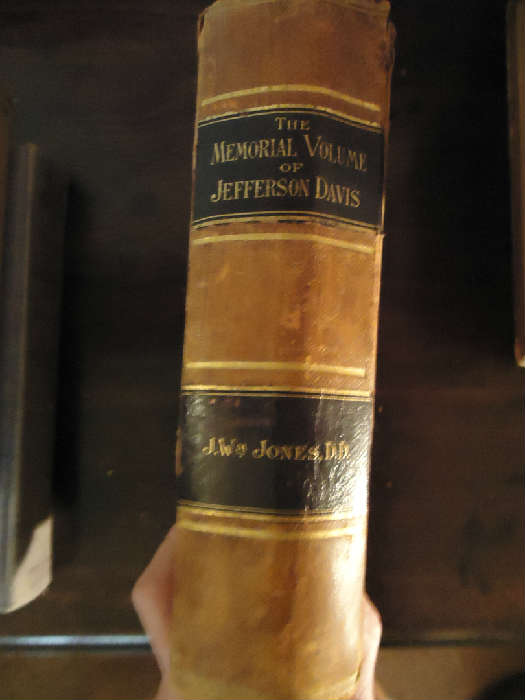 THE
MEMORIAL VOLUME
OF
JEFFERSON DAVIS
J. Wm JONES, D.D.